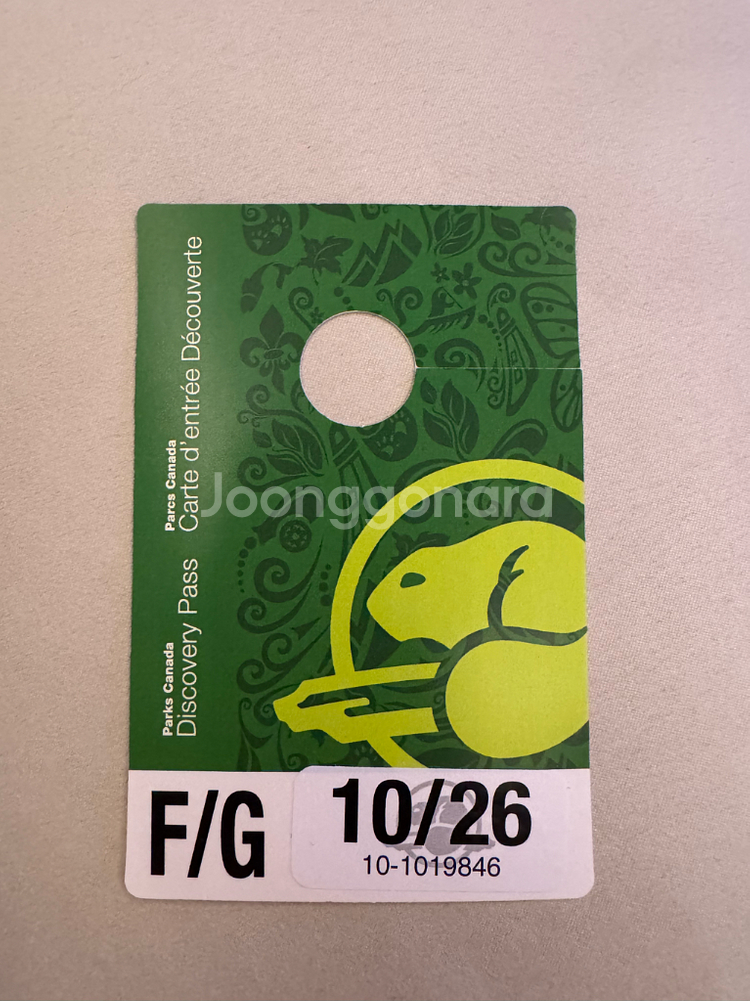 Parks Canada
Discovery Pass
Parcs Canada
Carte d'entrée Découverte
Joonggonara
F/G
10/26
10-1019846